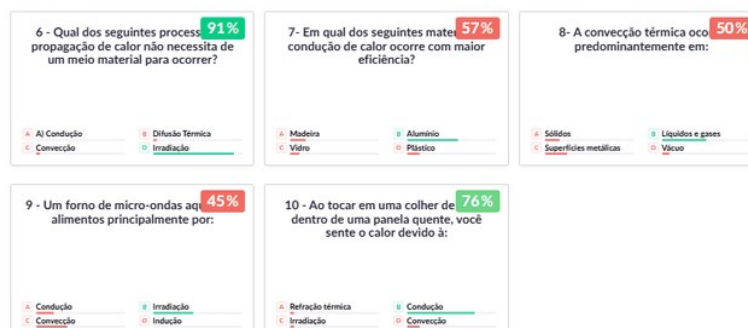 6 - Qual dos seguintes process 91%
propagação de calor não necessita de
um meio material para ocorrer?
A A) Condução
B Difusão Térmica
C Convecção
D Irradiação
7- Em qual dos seguintes mater 57%
condução de calor ocorre com maior
eficiência?
A Madeira
B Alumínio
C Vidro
D Plástico
8- A convecção térmica oco 50%
predominantemente em:
A Sólidos
B Líquidos e gases
C Superfícies metálicas
D Vácuo
9 - Um forno de micro-ondas aqu 45%
alimentos principalmente por:
A Condução
B Irradiação
C Convecção
D Indução
10 - Ao tocar em uma colher de 76%
dentro de uma panela quente, você
sente o calor devido à:
A Refração térmica
B Condução
C Irradiação
D Convecção